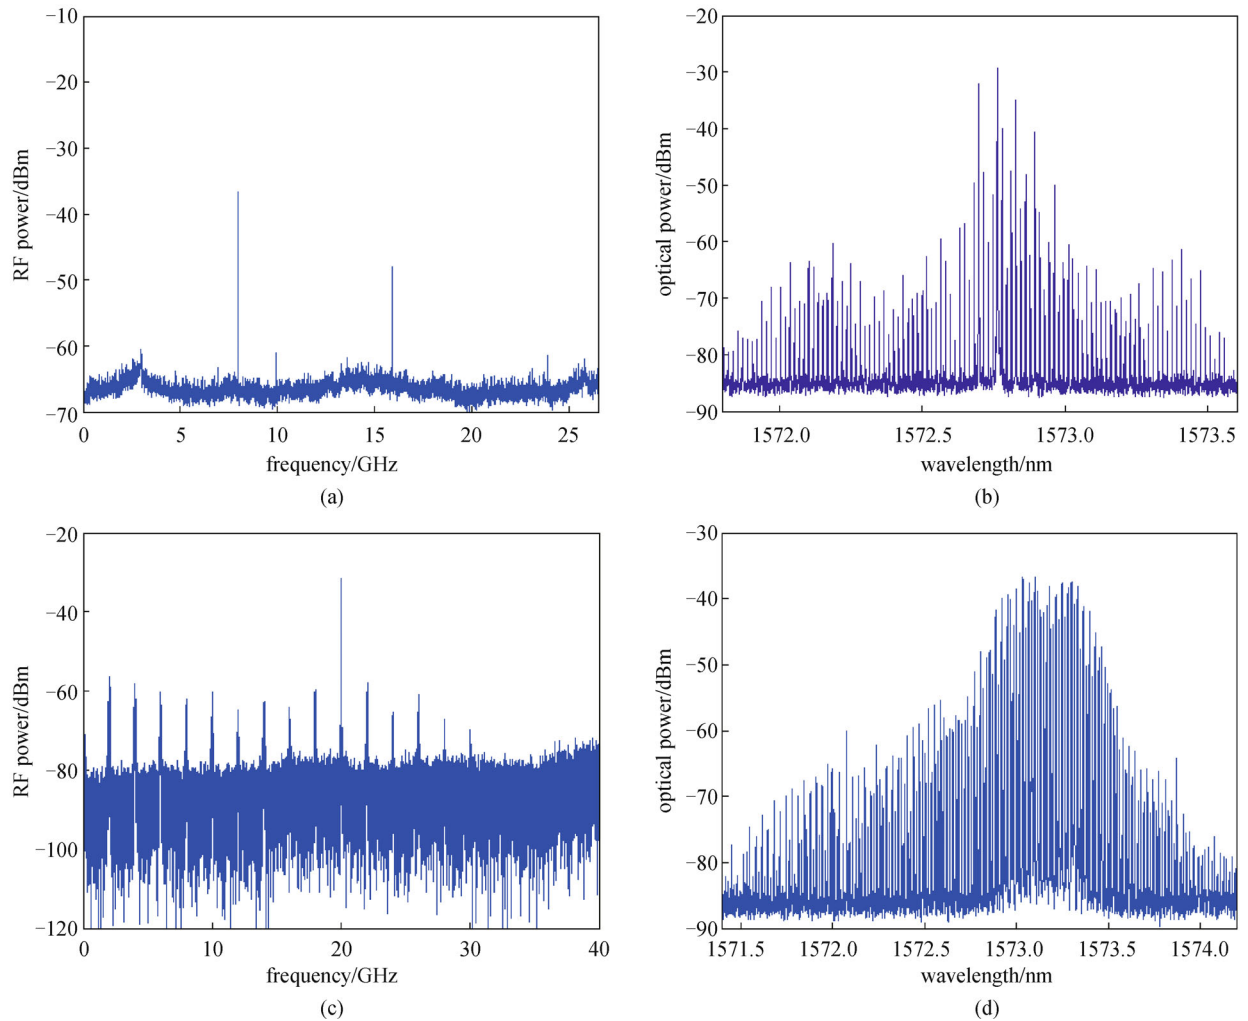 −10
−20
−30
−40
−50
−60
−70
RF power/dBm
0 5 10 15 20 25
frequency/GHz
(a)
−20
−30
−40
−50
−60
−70
−80
−90
optical power/dBm
1572.0 1572.5 1573.0 1573.5
wavelength/nm
(b)
−20
−40
−60
−80
−100
−120
RF power/dBm
0 10 20 30 40
frequency/GHz
(c)
−30
−40
−50
−60
−70
−80
−90
optical power/dBm
1571.5 1572.0 1572.5 1573.0 1573.5 1574.0
wavelength/nm
(d)